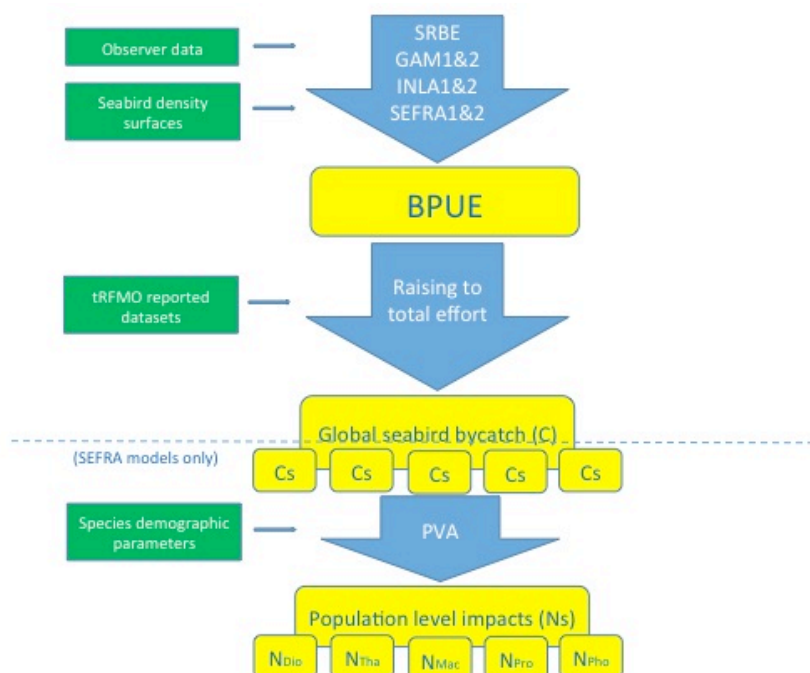 Observer data
SRBE
GAM1&2
INLA1&2
SEFRA1&2
Seabird density
surfaces
BPUE
tRFMO reported
datasets
Raising to
total effort
Global seabird bycatch (C)
(SEFRA models only)
Cs Cs Cs Cs Cs
Species demographic
parameters
PVA
Population level impacts (Ns)
NDio NTha NMac NPro NPho